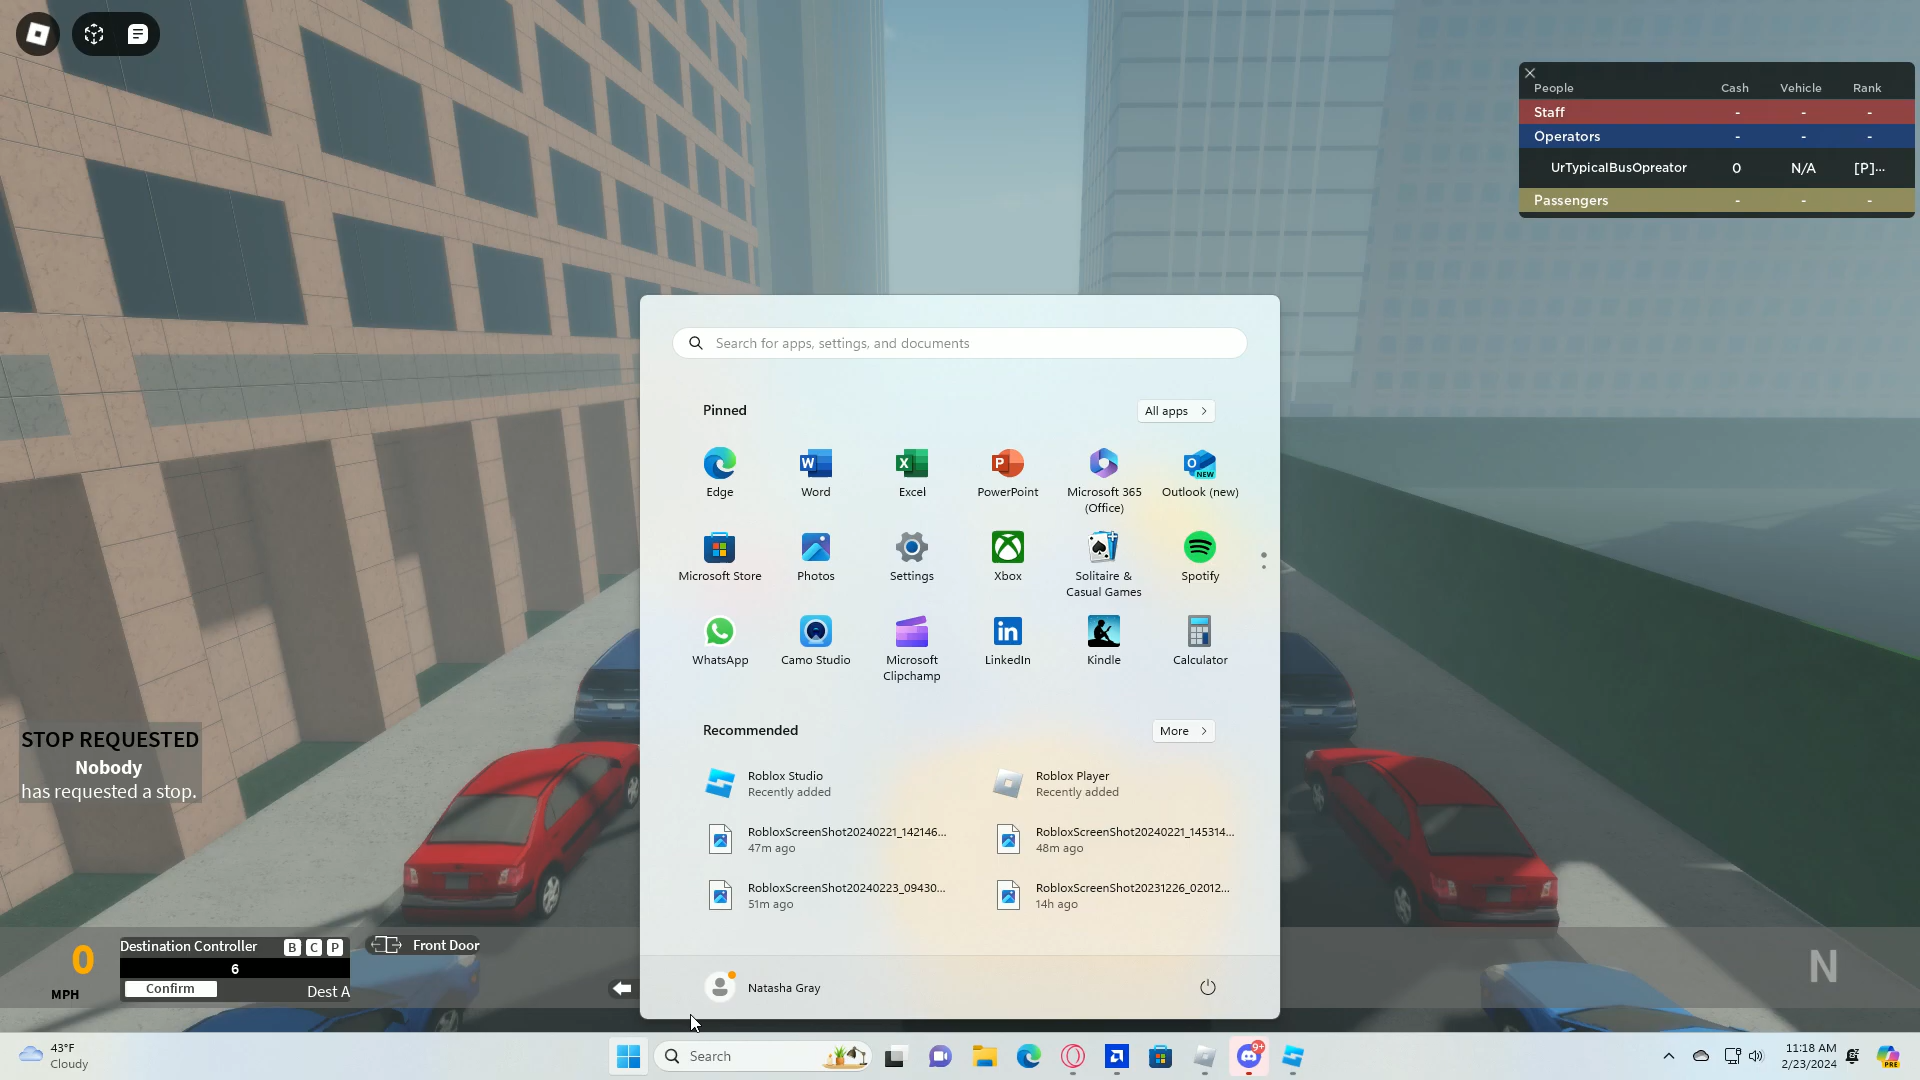 People Cash Vehicle Rank
Staff - - -
Operators - - -
UrTypicalBusOpreator 0 N/A [P]...
Passengers - - -
Search for apps, settings, and documents
Pinned
All apps
Edge
Word
Excel
PowerPoint
Microsoft 365
(Office)
Outlook (new)
NEW
Microsoft Store
Photos
Settings
Xbox
Solitaire &
Casual Games
Spotify
WhatsApp
Camo Studio
Microsoft
Clipchamp
LinkedIn
Kindle
Calculator
Recommended
More
Roblox Studio
Recently added
Roblox Player
Recently added
RobloxScreenShot20240221_142146...
47m ago
RobloxScreenShot20240221_145314...
48m ago
RobloxScreenShot20240223_09430...
51m ago
RobloxScreenShot20231226_02012...
14h ago
Natasha Gray
STOP REQUESTED
Nobody
has requested a stop.
0
MPH
Destination Controller B C P
6
Confirm
Dest A
Front Door
N
43°F
Cloudy
Search
9+
11:18 AM
2/23/2024
PRE